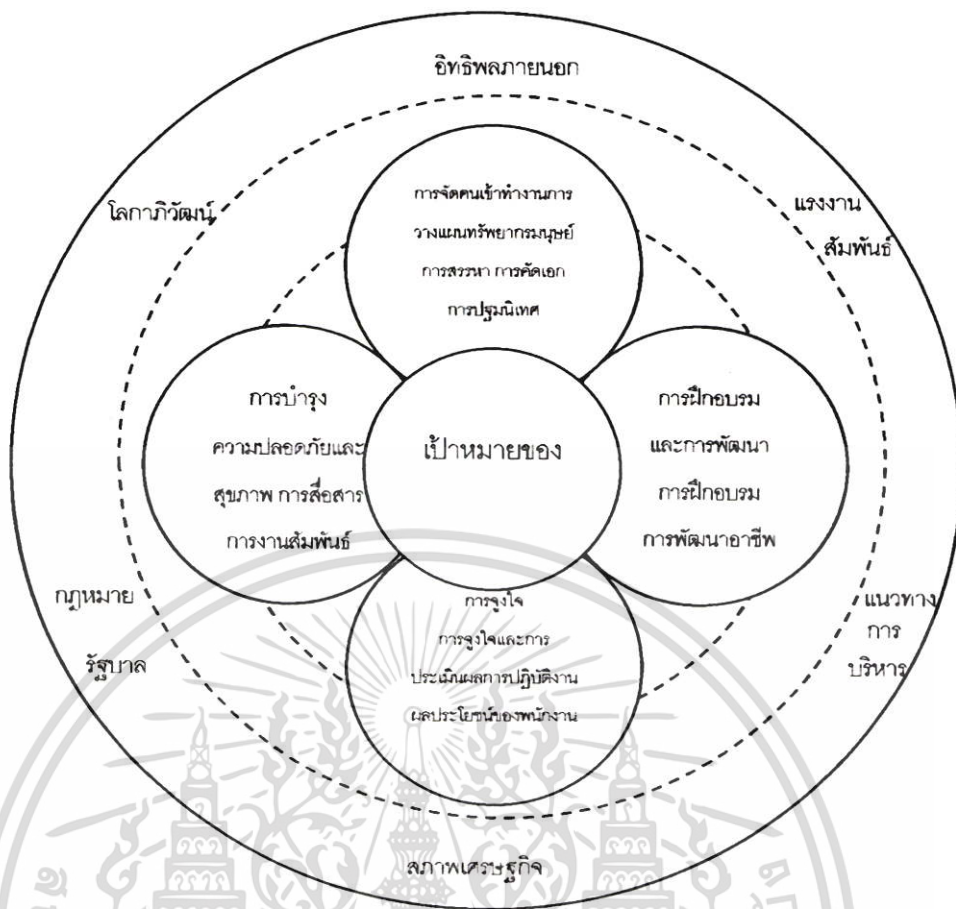 อิทธิพลภายนอก
โลกาภิวัฒน์
แรงงาน
สัมพันธ์
การจัดคนเข้าทำงานการ
วางแผนทรัพยากรมนุษย์
การสรรหา การคัดเอก
การปฐมนิเทศ
การบำรุง
ความปลอดภัยและ
สุขภาพ การสื่อสาร
การงานสัมพันธ์
เป้าหมายของ
การฝึกอบรม
และการพัฒนา
การฝึกอบรม
การพัฒนาอาชีพ
การจูงใจ
การจูงใจและการ
ประเมินผลการปฏิบัติงาน
ผลประโยชน์ของพนักงาน
กฎหมาย
รัฐบาล
แนวทาง
การ
บริหาร
สภาพเศรษฐกิจ